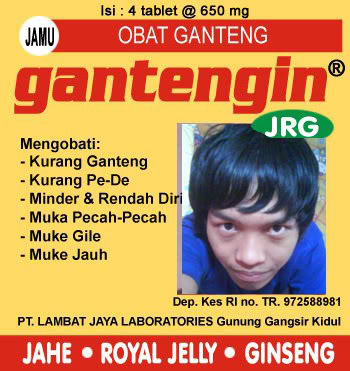 Isi : 4 tablet @ 650 mg
JAMU
OBAT GANTENG
gantengin®
JRG
Mengobati:
- Kurang Ganteng
- Kurang Pe-De
- Minder & Rendah Diri
- Muka Pecah-Pecah
- Muke Gile
- Muke Jauh
Dep. Kes RI no. TR. 972588981
PT. LAMBAT JAYA LABORATORIES Gunung Gangsir Kidul
JAHE • ROYAL JELLY • GINSENG